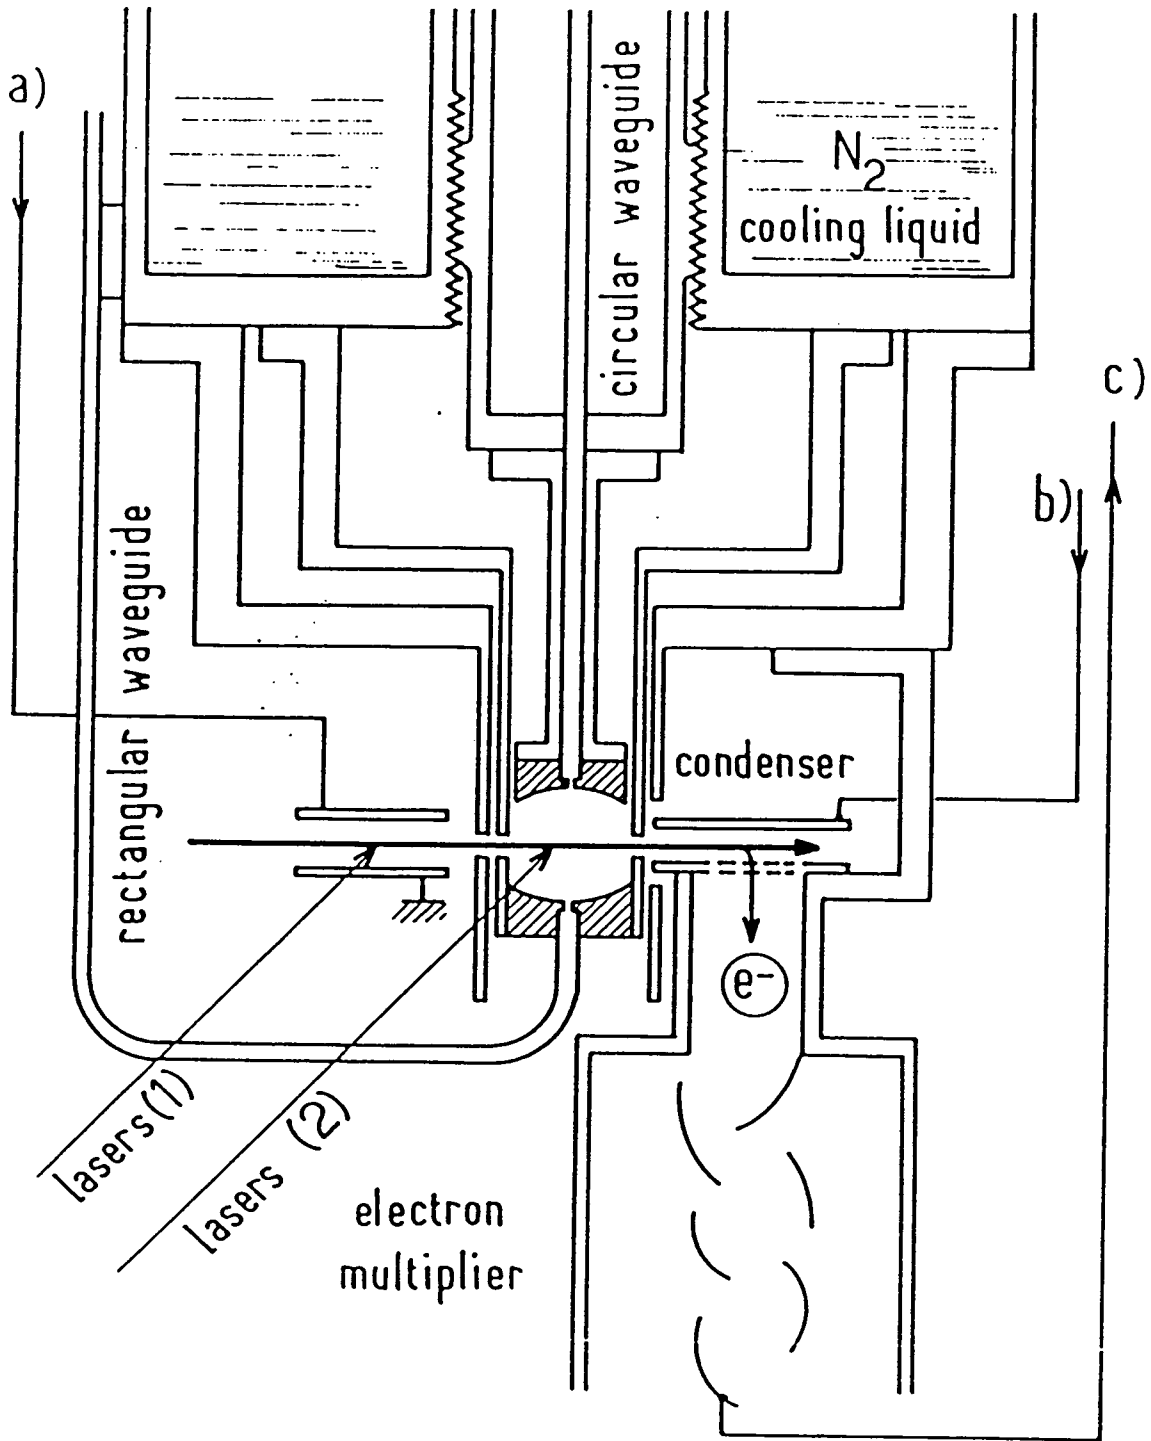 a)
circular waveguide
N2
cooling liquid
c)
b)
rectangular waveguide
condenser
e-
lasers (1)
lasers (2)
electron
multiplier